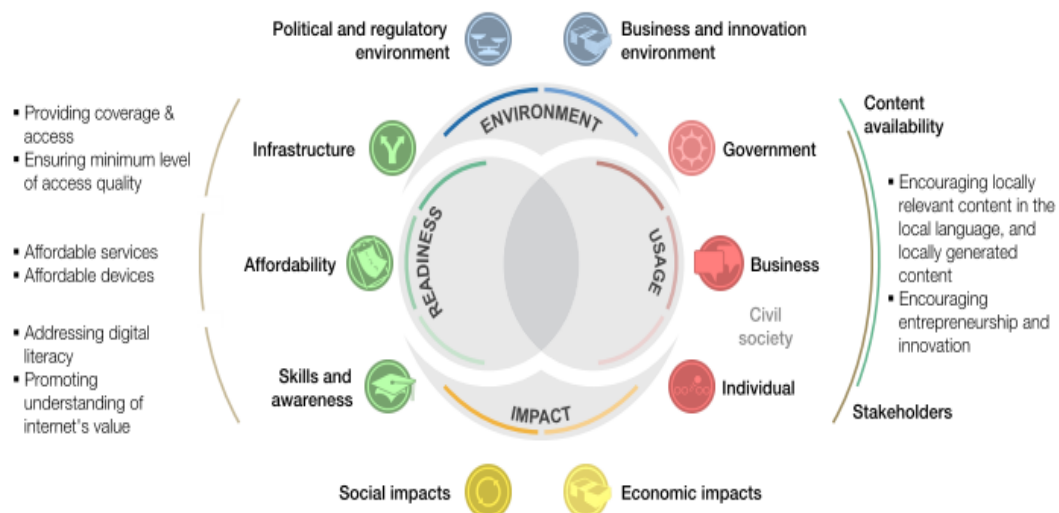 Political and regulatory
environment
Business and innovation
environment
ENVIRONMENT
▪ Providing coverage &
access
▪ Ensuring minimum level
of access quality
Infrastructure
Government
Content
availability
▪ Encouraging locally
relevant content in the
local language, and
locally generated
content
▪ Encouraging
entrepreneurship and
innovation
READINESS
USAGE
▪ Affordable services
▪ Affordable devices
Affordability
Business
Civil
society
▪ Addressing digital
literacy
▪ Promoting
understanding of
internet's value
Skills and
awareness
Individual
Stakeholders
IMPACT
Social impacts
Economic impacts